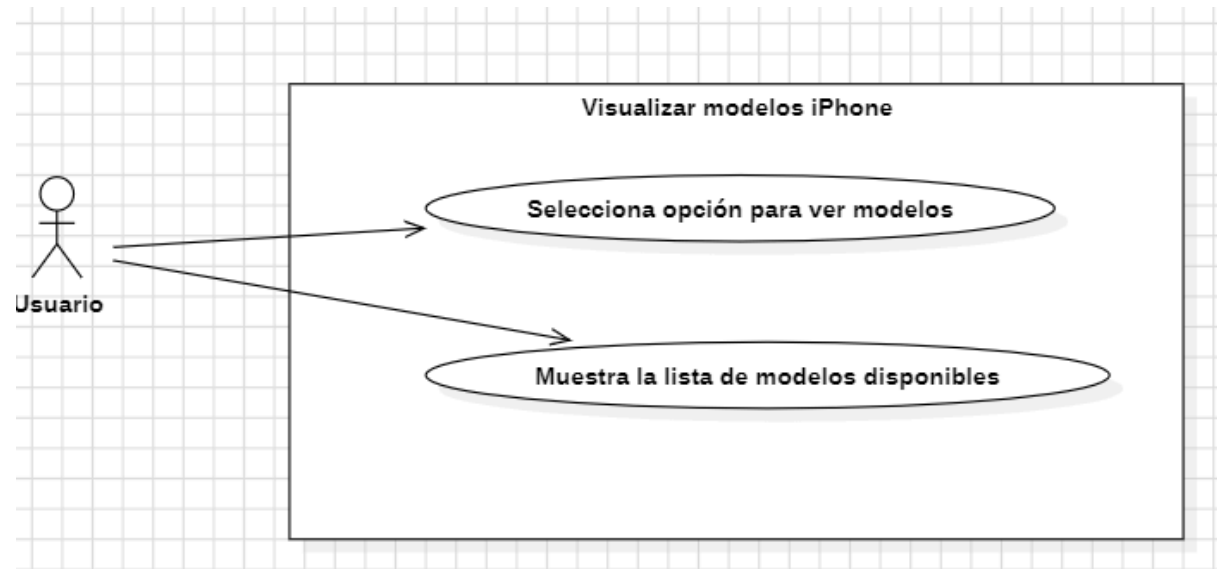 Visualizar modelos iPhone
Selecciona opción para ver modelos
Usuario
Muestra la lista de modelos disponibles